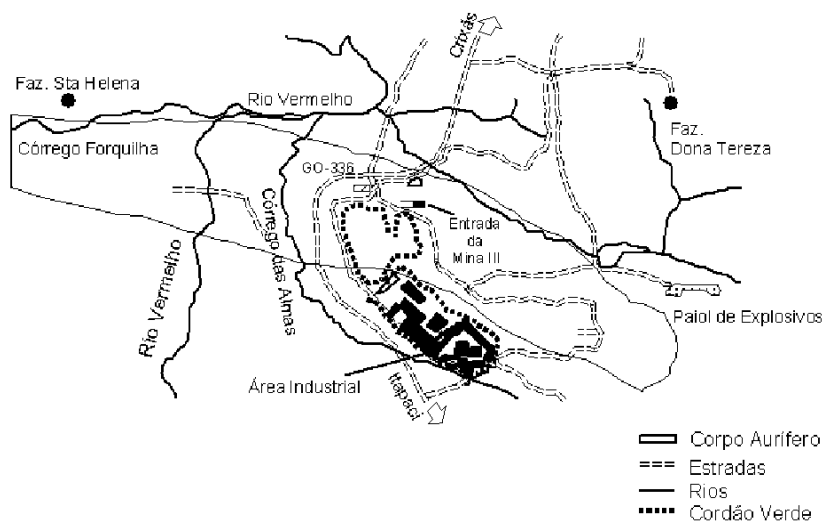 Crixás
Faz. Sta Helena
Rio Vermelho
Faz.
Dona Tereza
Córrego Forquilha
GO-336
Córrego das Almas
Entrada
da
Mina III
Rio Vermelho
Paiol de Explosivos
Área Industrial
Itapaci
Corpo Aurífero
Estradas
Rios
Cordão Verde